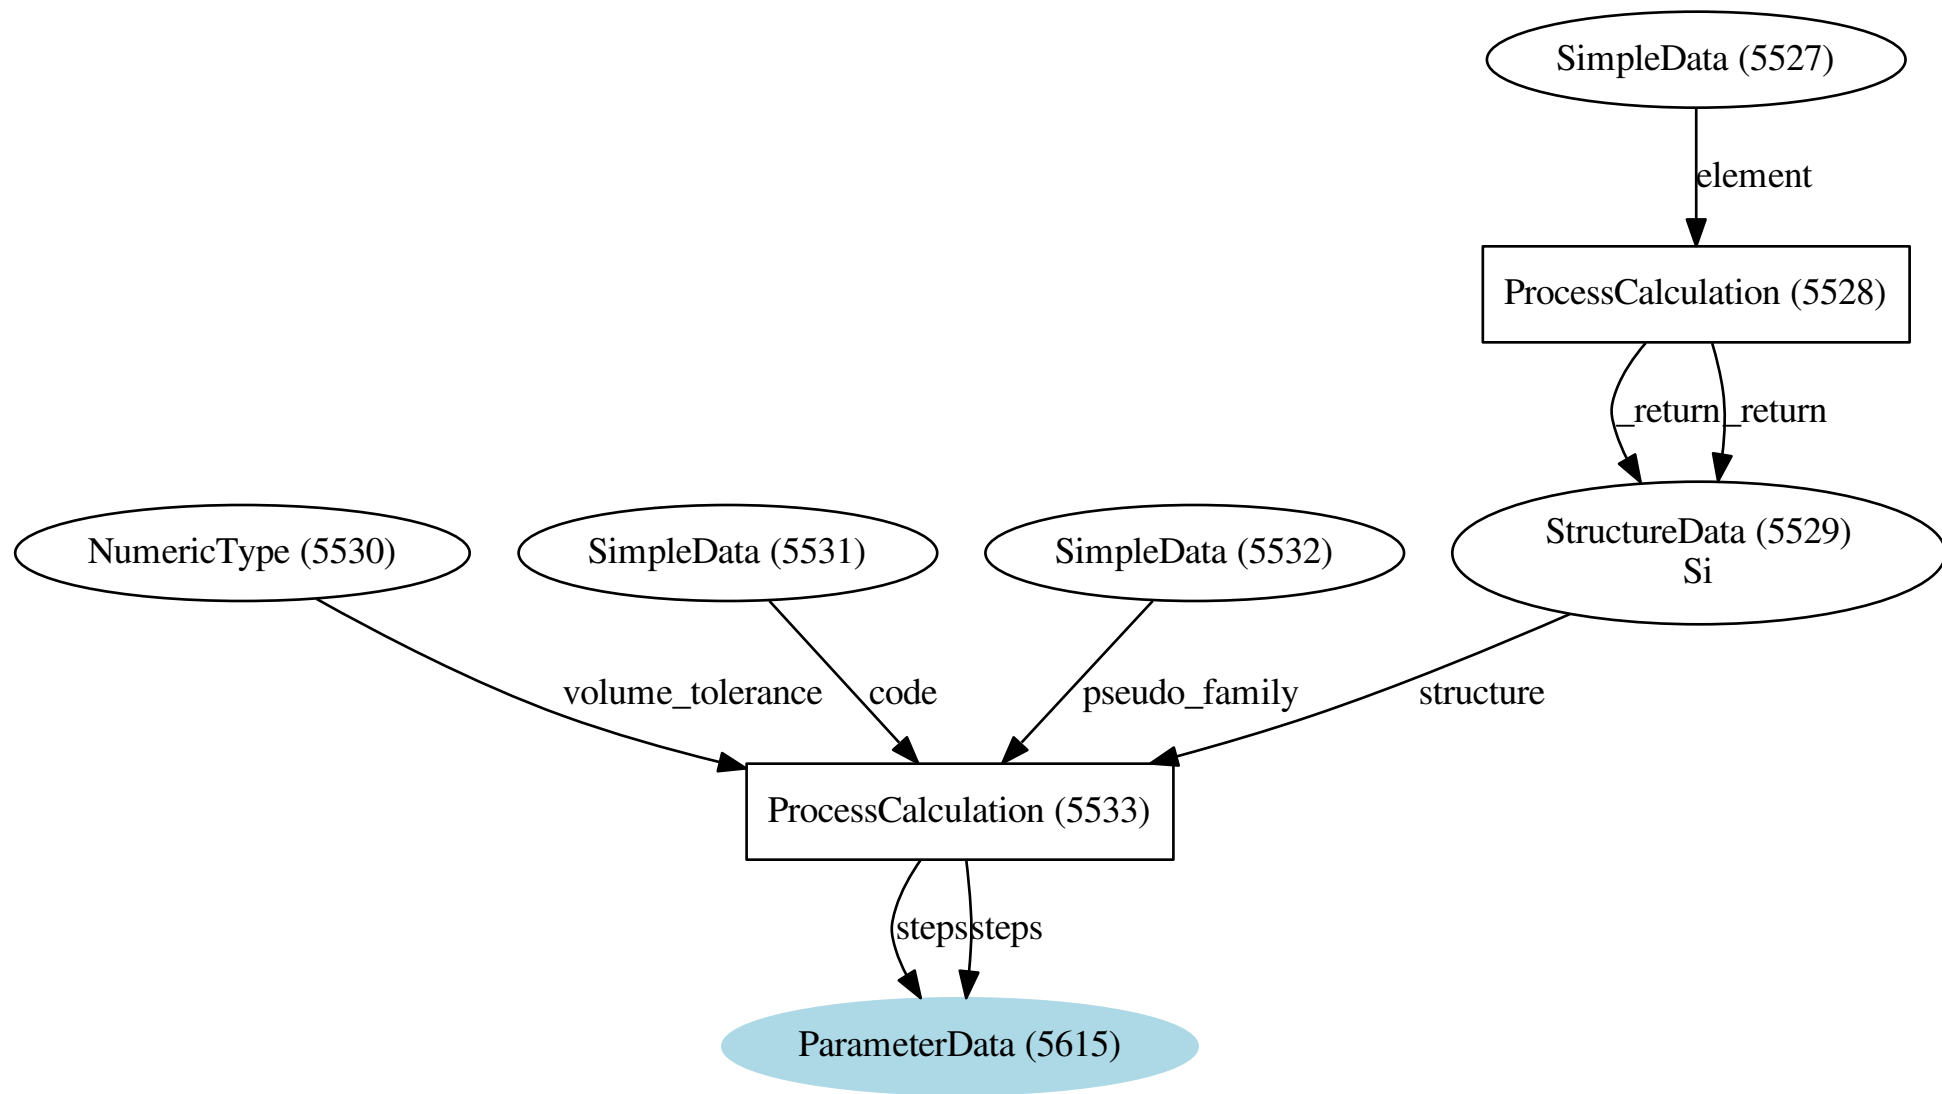 SimpleData (5527)
element
ProcessCalculation (5528)
_return
_return
StructureData (5529)
Si
NumericType (5530)
SimpleData (5531)
SimpleData (5532)
volume_tolerance
code
pseudo_family
structure
ProcessCalculation (5533)
steps
steps
ParameterData (5615)